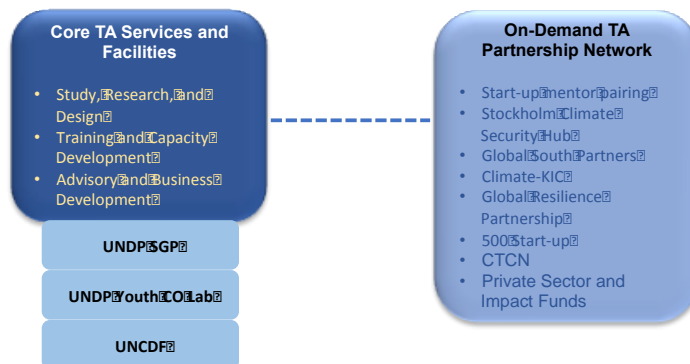 Core TA Services and
Facilities
• Study, Research, and
Design
• Training and Capacity
Development
• Advisory and Business
Development
UNDP SGP
UNDP Youth CO Lab
UNCDF
On-Demand TA
Partnership Network
• Start-up mentor pairing
• Stockholm Climate
Security Hub
• Global South Partners
• Climate-KIC
• Global Resilience
Partnership
• 500 Start-up
• CTCN
• Private Sector and
Impact Funds